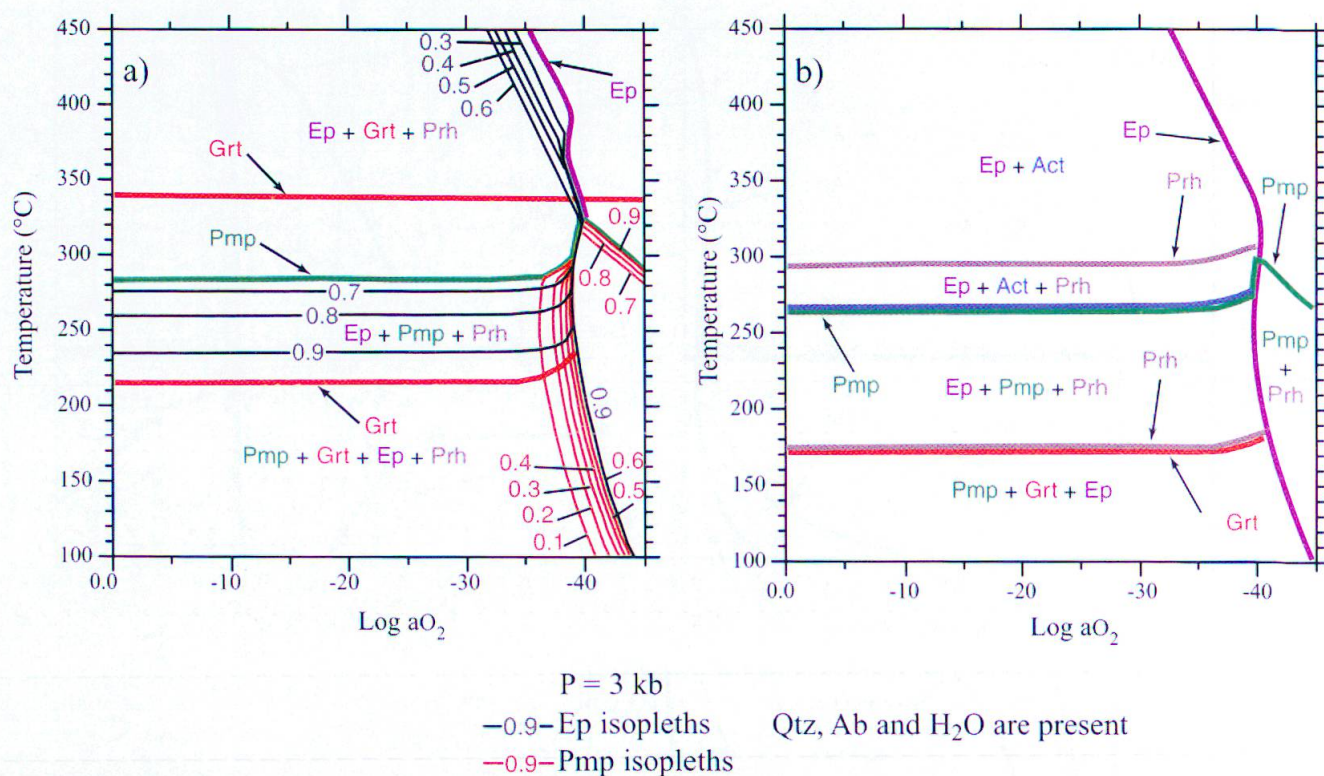 a)
Temperature (°C)
450
400
350
300
250
200
150
100
0.3
0.4
0.5
0.6
Ep
Ep + Grt + Prh
Grt
0.9
Pmp
0.8
0.7
0.7
0.8
Ep + Pmp + Prh
0.9
Grt
0.9
Pmp + Grt + Ep + Prh
0.4
0.6
0.3
0.5
0.2
0.1
0.0
-10
-20
-30
-40
Log aO₂
b)
Temperature (°C)
450
400
350
300
250
200
150
100
Ep
Ep + Act
Prh
Pmp
Ep + Act + Prh
Pmp
Pmp
+
Prh
Ep + Pmp + Prh
Prh
Pmp + Grt + Ep
Grt
0.0
-10
-20
-30
-40
Log aO₂
P = 3 kb
0.9 Ep isopleths
Qtz, Ab and H₂O are present
0.9 Pmp isopleths